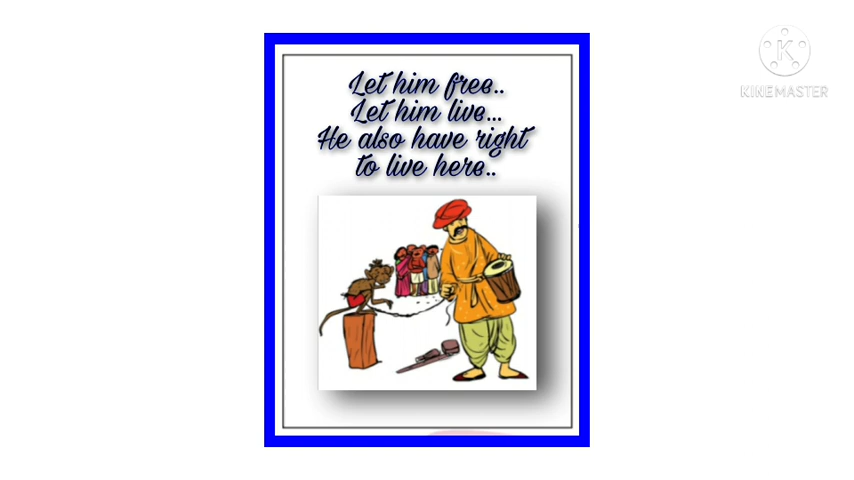 Let him free..
Let him live...
He also have right
to live here..
KINEMASTER